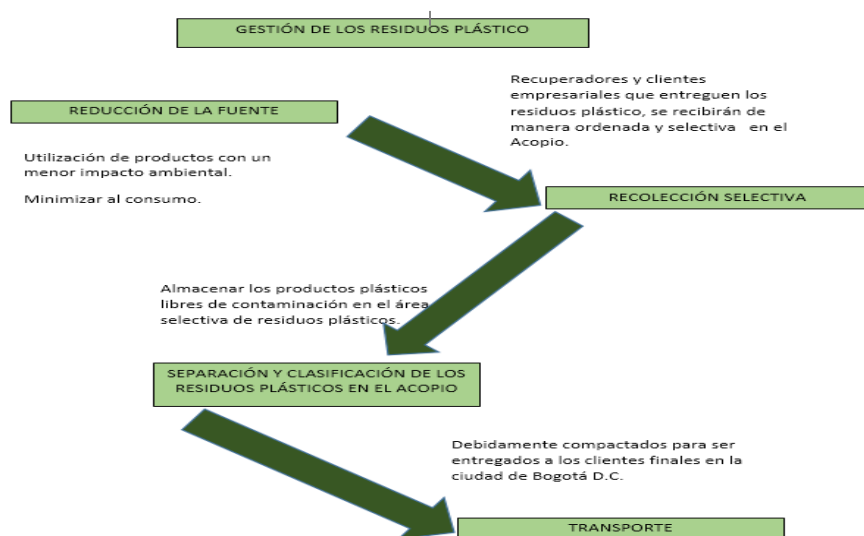 GESTIÓN DE LOS RESIDUOS PLÁSTICO
REDUCCIÓN DE LA FUENTE
Utilización de productos con un
menor impacto ambiental.
Minimizar al consumo.
Recuperadores y clientes
empresariales que entreguen los
residuos plástico, se recibirán de
manera ordenada y selectiva en el
Acopio.
RECOLECCIÓN SELECTIVA
Almacenar los productos plásticos
libres de contaminación en el área
selectiva de residuos plásticos.
SEPARACIÓN Y CLASIFICACIÓN DE LOS
RESIDUOS PLÁSTICOS EN EL ACOPIO
Debidamente compactados para ser
entregados a los clientes finales en la
ciudad de Bogotá D.C.
TRANSPORTE